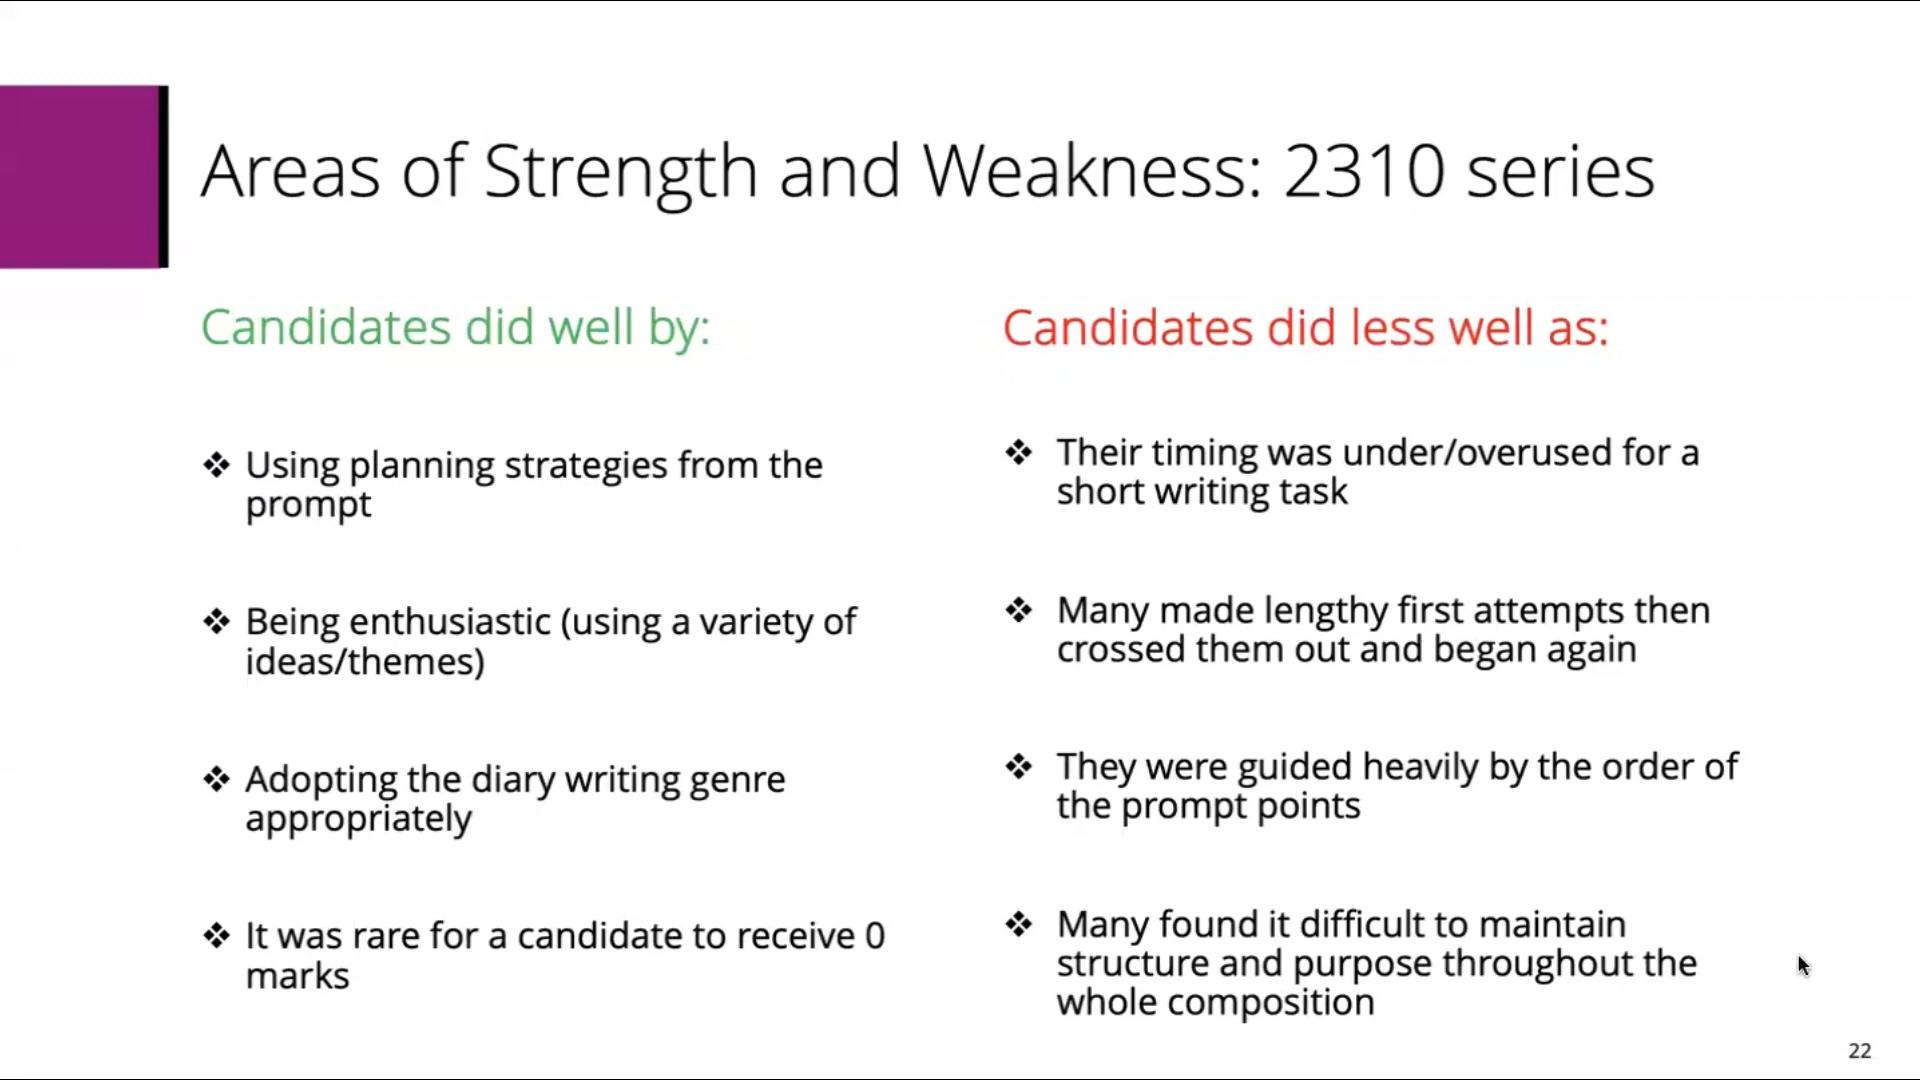 Areas of Strength and Weakness: 2310 series
Candidates did well by:
❖ Using planning strategies from the
prompt
❖ Being enthusiastic (using a variety of
ideas/themes)
❖ Adopting the diary writing genre
appropriately
❖ It was rare for a candidate to receive 0
marks
Candidates did less well as:
❖ Their timing was under/overused for a
short writing task
❖ Many made lengthy first attempts then
crossed them out and began again
❖ They were guided heavily by the order of
the prompt points
❖ Many found it difficult to maintain
structure and purpose throughout the
whole composition
22